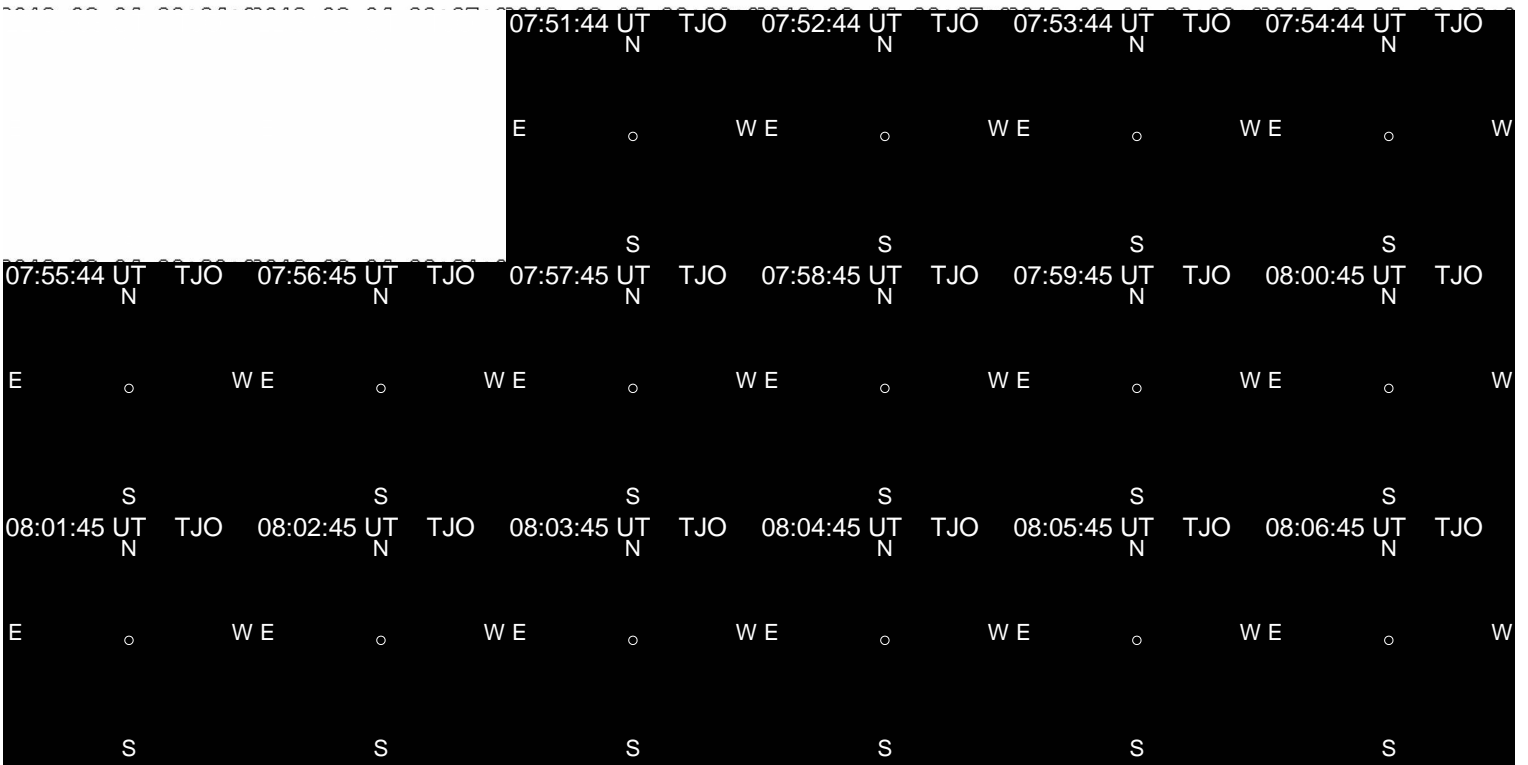 07:51:44 UT TJO 07:52:44 UT TJO 07:53:44 UT TJO 07:54:44 UT TJO
N N N N
E W E W E W E W
S S S S
07:55:44 UT TJO 07:56:45 UT TJO 07:57:45 UT TJO 07:58:45 UT TJO 07:59:45 UT TJO 08:00:45 UT TJO
N N N N N N
E W E W E W E W E W E W
S S S S S S
08:01:45 UT TJO 08:02:45 UT TJO 08:03:45 UT TJO 08:04:45 UT TJO 08:05:45 UT TJO 08:06:45 UT TJO
N N N N N N
E W E W E W E W E W E W
S S S S S S